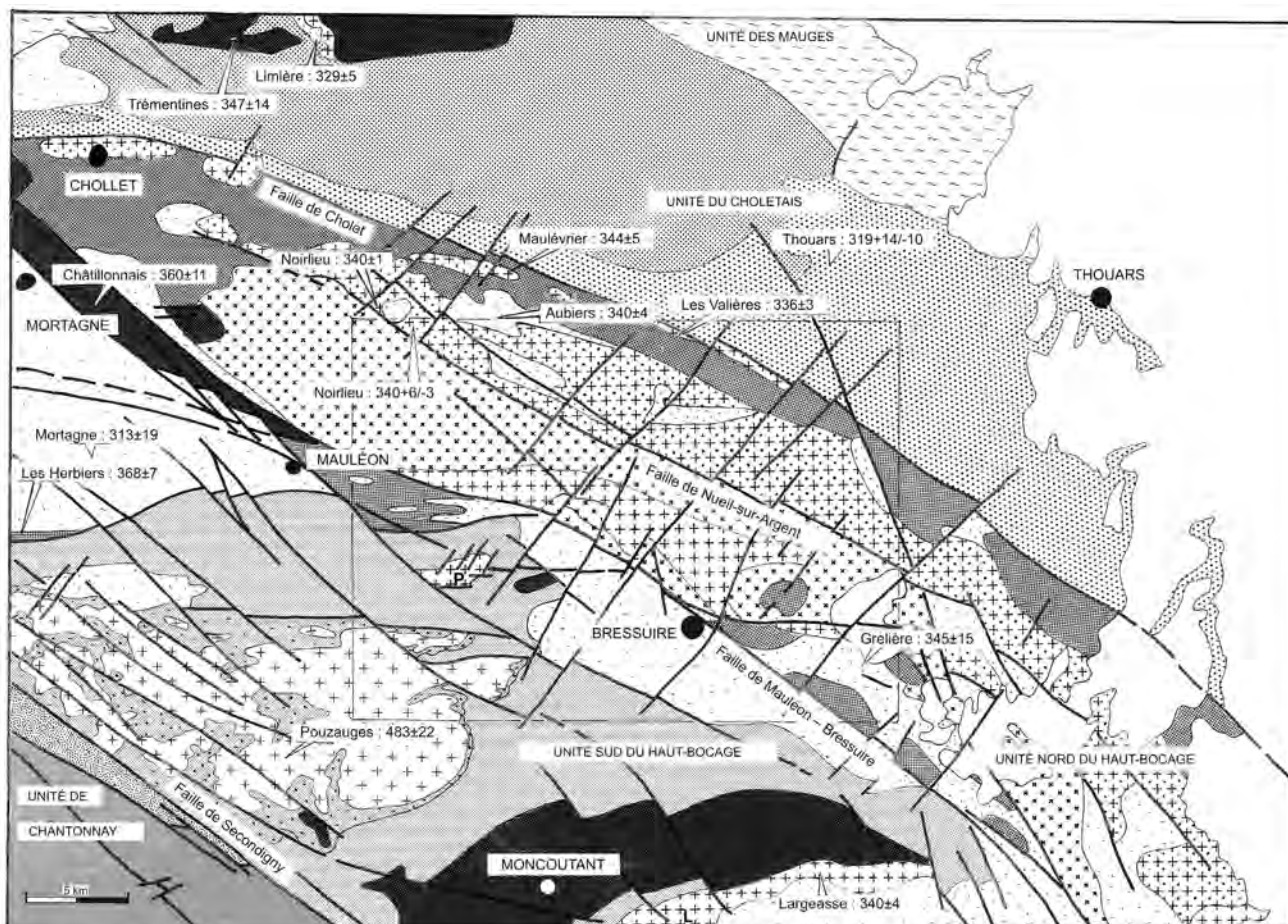 UNITÉ DES MAUGES
Limière : 329±5
Trémentines : 347±14
CHOLLET
Faille de Cholet
UNITÉ DU CHOLETAIS
Maulévrier : 344±5
Thouars : 319+14/-10
Noirlieu : 340±1
THOUARS
Châtillonnais : 360±11
Aubiers : 340±4
Les Valières : 336±3
MORTAGNE
Noirlieu : 340+6/-3
Mortagne : 313±19
MAULÉON
Les Herbiers : 368±7
Faille de Nueil-sur-Argent
P.
BRESSUIRE
Grelière : 345±15
Faille de Mauléon - Bressuire
Pouzauges : 483±22
UNITE SUD DU HAUT-BOCAGE
UNITÉ NORD DU HAUT-BOCAGE
UNITÉ DE
CHANTONNAY
Faille de Secondigny
MONCOUTANT
5 km
Largeasse : 340±4
L